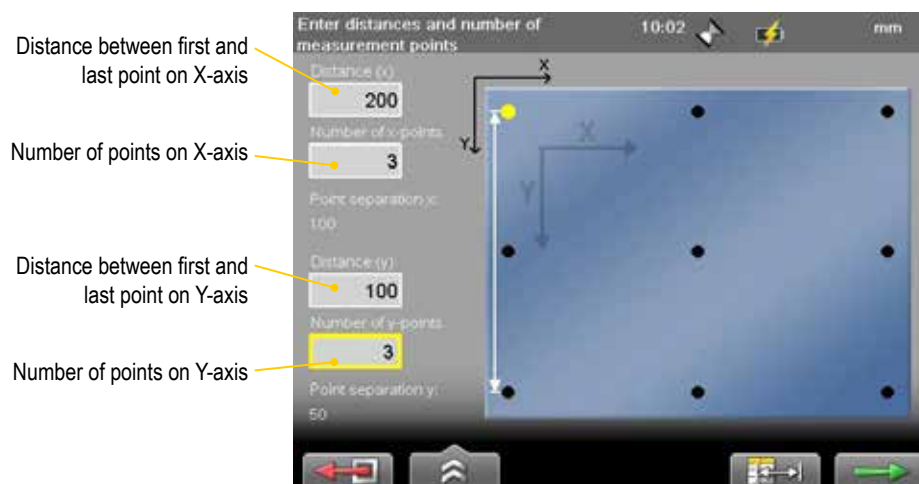 Enter distances and number of
measurement points
10:02
mm
Distance between first and
last point on X-axis
Distance (x)
200
Number of x-points
Number of points on X-axis
3
Point separation x:
100
Distance between first and
last point on Y-axis
Distance (y)
100
Number of y-points
Number of points on Y-axis
3
Point separation y:
50
X
Y
X
Y